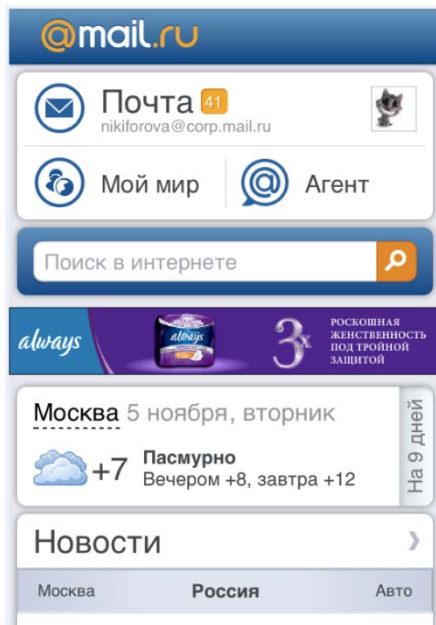 @mail.ru
Почта 41
nikiforova@corp.mail.ru
Мой мир
Агент
Поиск в интернете
always
always
3x
РОСКОШНАЯ
ЖЕНСТВЕННОСТЬ
ПОД ТРОЙНОЙ
ЗАЩИТОЙ
Москва 5 ноября, вторник
+7
Пасмурно
Вечером +8, завтра +12
На 9 дней
Новости
Москва
Россия
Авто